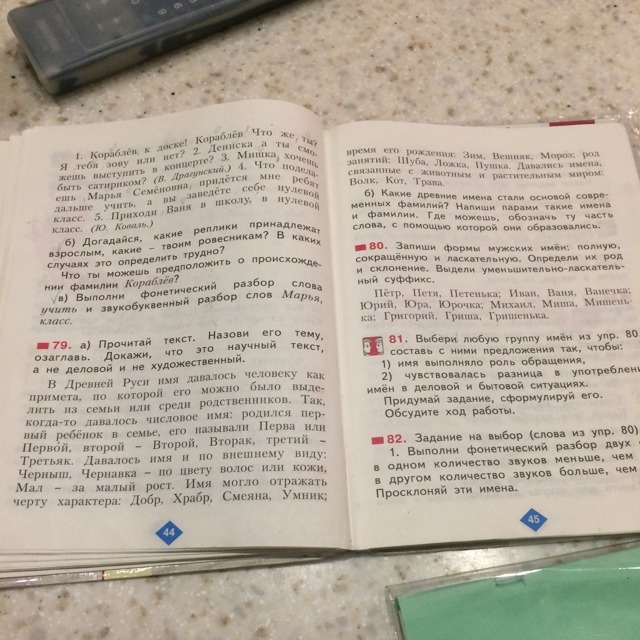 1. Кораблёв, к доске! Кораблёв Что же, ты?
Я тебя зову или нет? 2. Дениска а ты смо-
жешь выступить в концерте? 3. Мишка, хочешь
быть сатириком? (В. Драгунский.) 4. Что подела-
ешь Марья Семёновна, придётся мне ребят
дальше учить, а вы заведёте себе нулевой
класс. 5. Приходи Ваня в школу, в нулевой
класс. (Ю. Коваль.)
б) Догадайся, какие реплики принадлежат
взрослым, какие – твоим ровесникам? В каких
случаях это определить трудно?
Что ты можешь предположить о происхожде-
нии фамилии Кораблёв?
в) Выполни фонетический разбор слова
учить и звукобуквенный разбор слов Марья,
класс.
79. а) Прочитай текст. Назови его тему,
озаглавь. Докажи, что это научный текст,
а не деловой и не художественный.
В Древней Руси имя давалось человеку как
примета, по которой его можно было выде-
лить из семьи или среди родственников. Так,
когда-то давалось числовое имя: родился пер-
вый ребёнок в семье, его называли Перва или
Первой, второй – Второй, Вторак, третий –
Третьяк. Давалось имя и по внешнему виду:
Черныш, Чернавка – по цвету волос или кожи,
Мал – за малый рост. Имя могло отражать
черту характера: Добр, Храбр, Смеяна, Умник;
44
время его рождения: Зим, Вешняк, Мороз; род
занятий: Шуба, Ложка, Пушка. Давались имена,
связанные с животным и растительным миром:
Волк, Кот, Трава.
б) Какие древние имена стали основой совре-
менных фамилий? Напиши парами такие имена
и фамилии. Где можешь, обозначь ту часть
слова, с помощью которой они образовались.
80. Запиши формы мужских имён: полную,
сокращённую и ласкательную. Определи их род
и склонение. Выдели уменьшительно-ласкатель-
ный суффикс.
Пётр, Петя, Петенька; Иван, Ваня, Ванечка;
Юрий, Юра, Юрочка; Михаил, Миша, Мишень-
ка; Григорий, Гриша, Гришенька.
81. Выбери любую группу имён из упр. 80
составь с ними предложения так, чтобы:
1) имя выполняло роль обращения,
2) чувствовалась разница в употреблени
имён в деловой и бытовой ситуациях.
Придумай задание, сформулируй его.
Обсудите ход работы.
82. Задание на выбор (слова из упр. 80)
1. Выполни фонетический разбор двух
в одном количество звуков меньше, чем
в другом количество звуков больше, чем
Просклоняй эти имена.
45